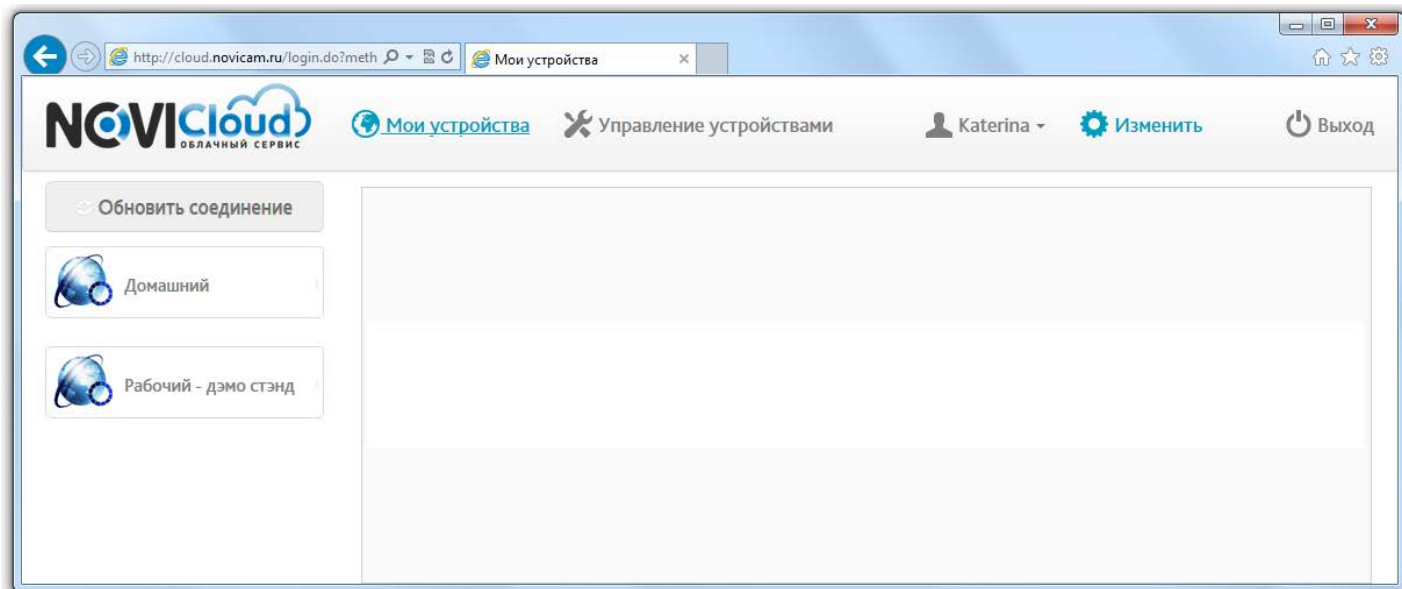 http://cloud.novicam.ru/login.do?meth
Мои устройства
NOVICloud
ОБЛАЧНЫЙ СЕРВИС
Мои устройства
Управление устройствами
Katerina
Изменить
Выход
Обновить соединение
Домашний
Рабочий - дэмо стэнд